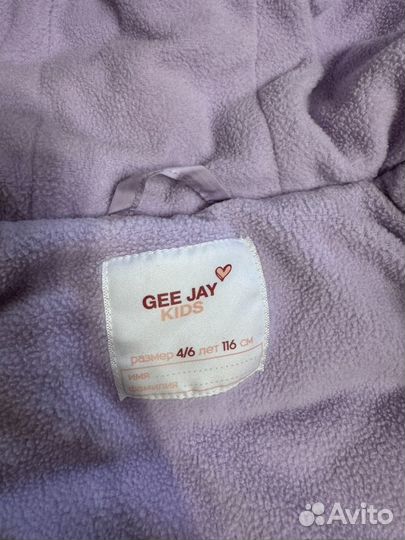 GEE JAY
KIDS
размер 4/6 лет 116 см
имя
фамилия
Avito